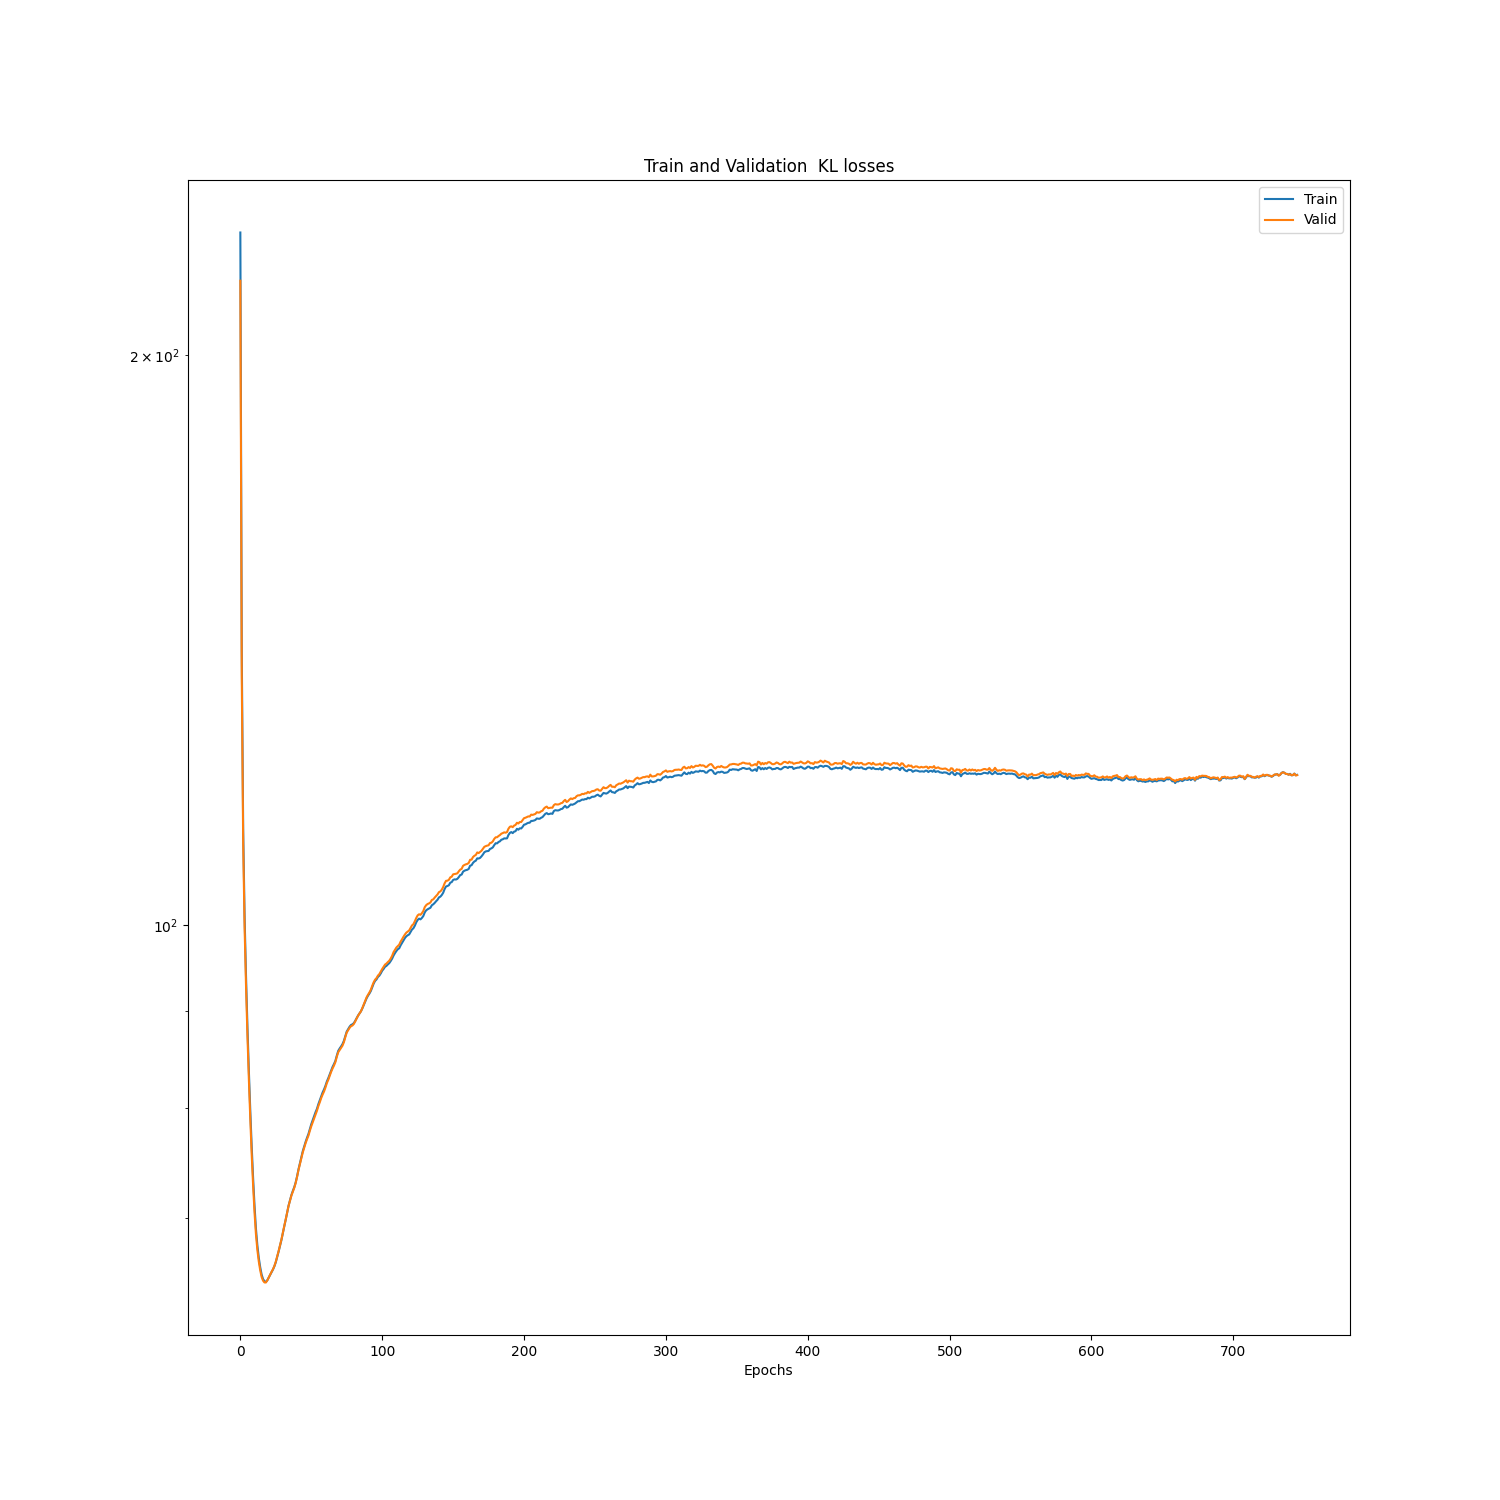 Train and Validation  KL losses
Train
Valid
2 × 10²
10²
0 100 200 300 400 500 600 700
Epochs